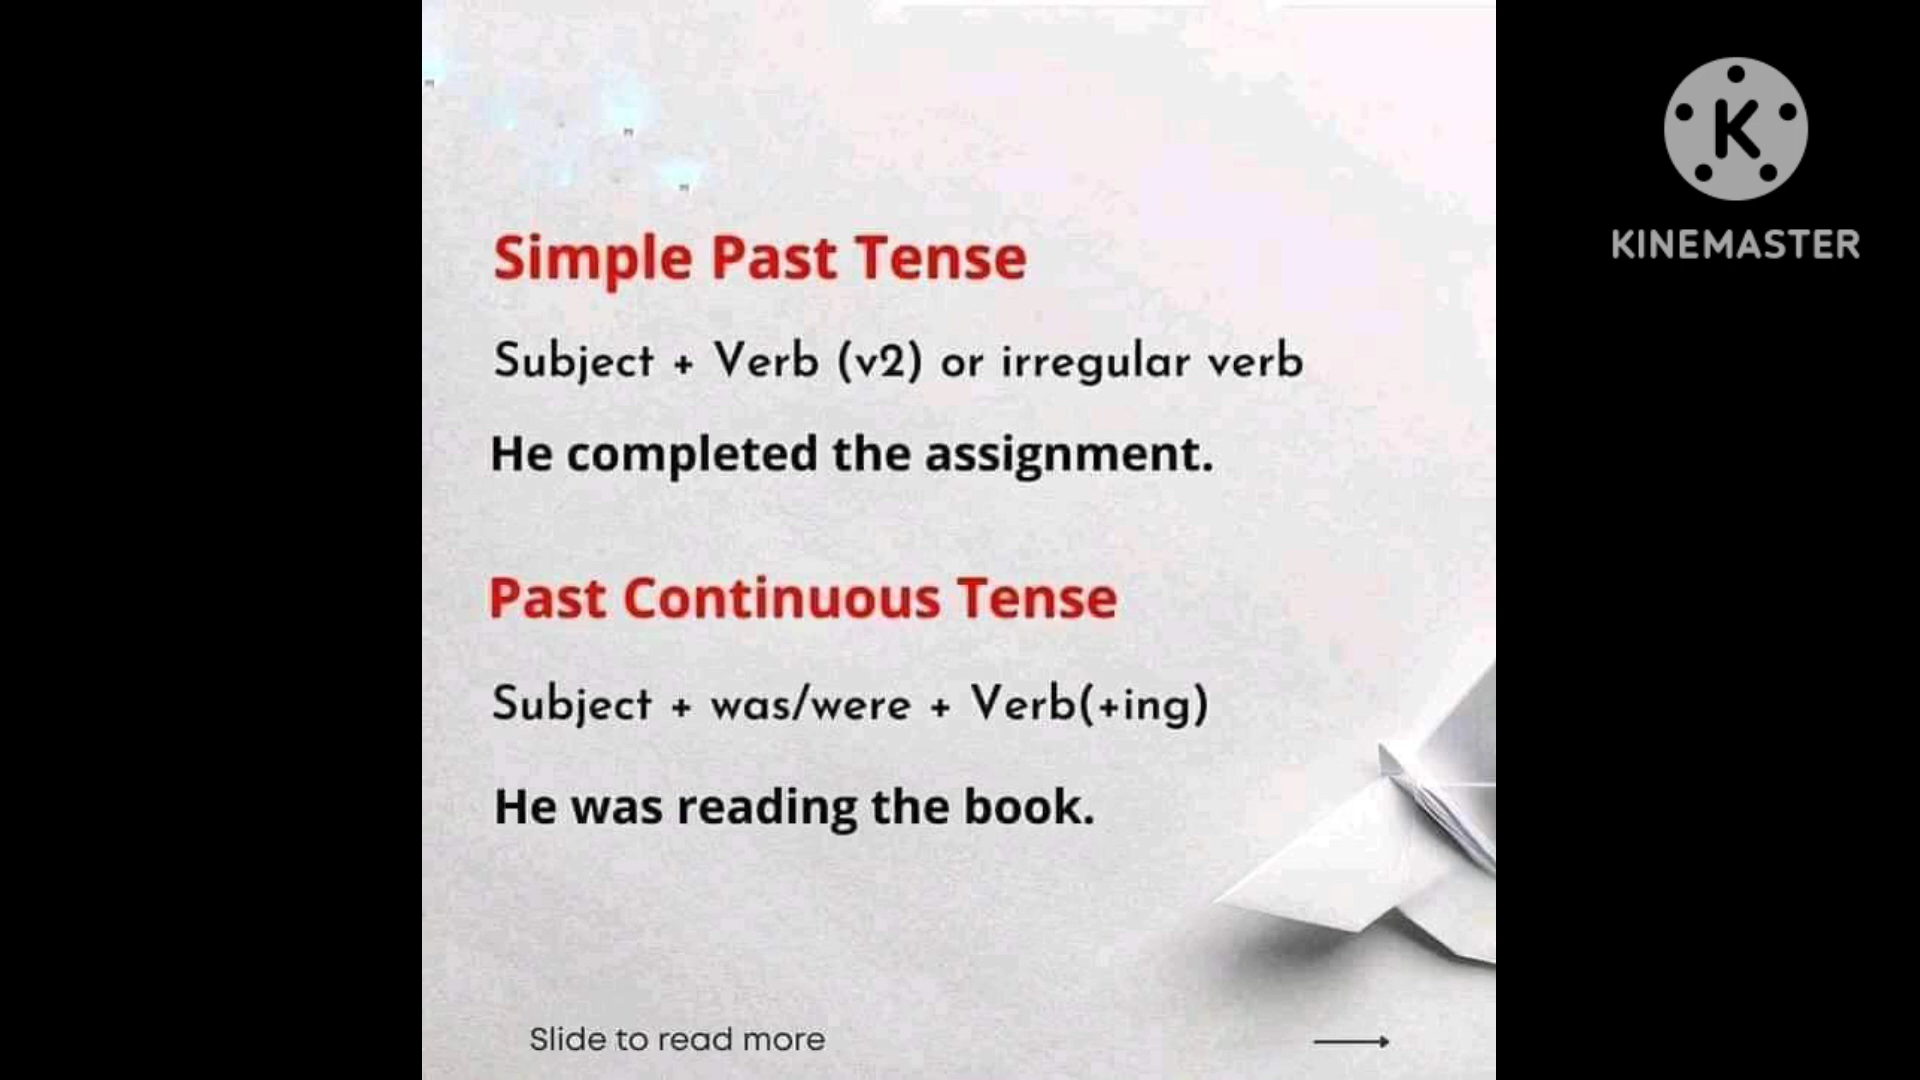 Simple Past Tense
Subject + Verb (v2) or irregular verb
He completed the assignment.
Past Continuous Tense
Subject + was/were + Verb(+ing)
He was reading the book.
Slide to read more
K
KINEMASTER